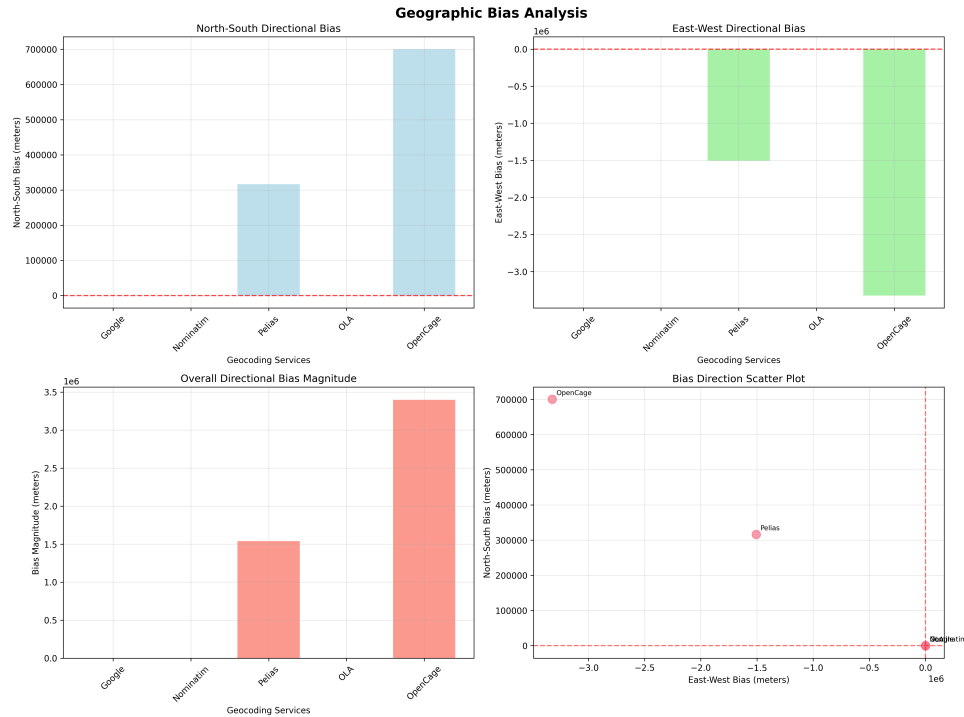 Geographic Bias Analysis
North-South Directional Bias
700000
600000
500000
400000
300000
200000
100000
0
North-South Bias (meters)
Google
Nominatim
Pelias
OLA
OpenCage
Geocoding Services
East-West Directional Bias
1e6
0.0
−0.5
−1.0
−1.5
−2.0
−2.5
−3.0
East-West Bias (meters)
Google
Nominatim
Pelias
OLA
OpenCage
Geocoding Services
Overall Directional Bias Magnitude
1e6
3.5
3.0
2.5
2.0
1.5
1.0
0.5
0.0
Bias Magnitude (meters)
Google
Nominatim
Pelias
OLA
OpenCage
Geocoding Services
Bias Direction Scatter Plot
700000
600000
500000
400000
300000
200000
100000
0
North-South Bias (meters)
OpenCage
Pelias
−3.0
−2.5
−2.0
−1.5
−1.0
−0.5
0.0
1e6
East-West Bias (meters)